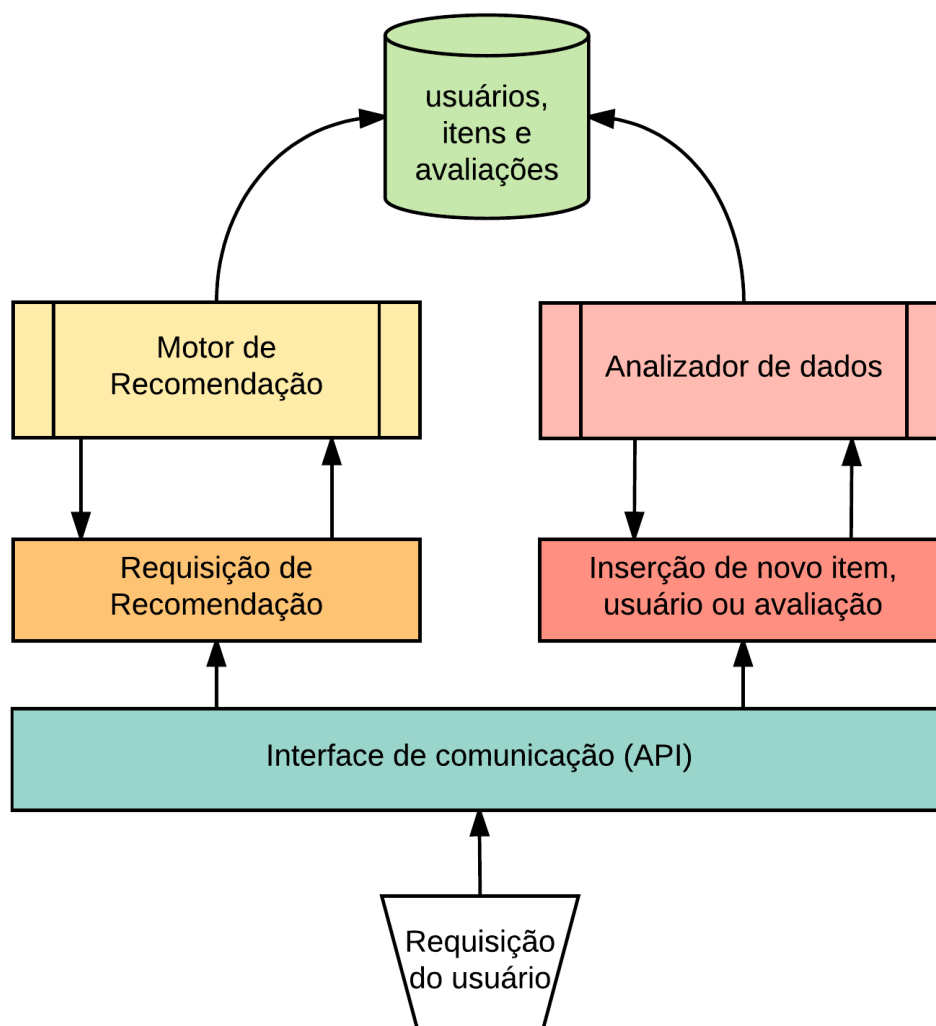 usuários,
itens e
avaliações
Motor de
Recomendação
Analizador de dados
Requisição de
Recomendação
Inserção de novo item,
usuário ou avaliação
Interface de comunicação (API)
Requisição
do usuário